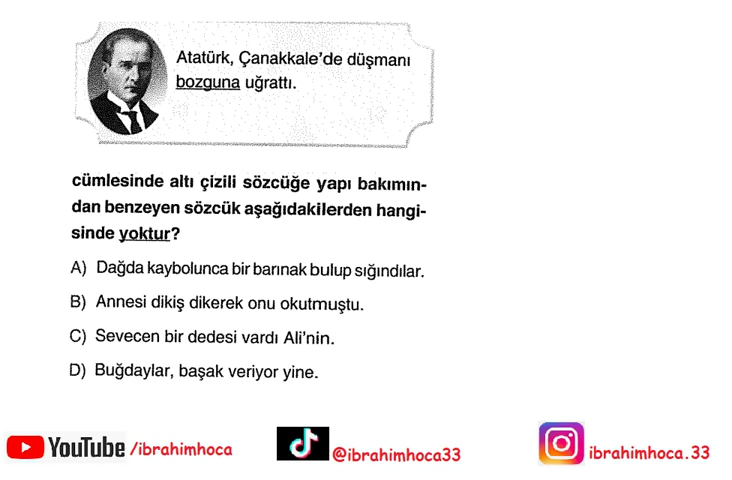 Atatürk, Çanakkale'de düşmanı
bozguna uğrattı.
cümlesinde altı çizili sözcüğe yapı bakımın-
dan benzeyen sözcük aşağıdakilerden hangi-
sinde yoktur?
A) Dağda kaybolunca bir barınak bulup sığındılar.
B) Annesi dikiş dikerek onu okutmuştu.
C) Sevecen bir dedesi vardı Ali'nin.
D) Buğdaylar, başak veriyor yine.
YouTube /ibrahimhoca
@ibrahimhoca33
ibrahimhoca.33